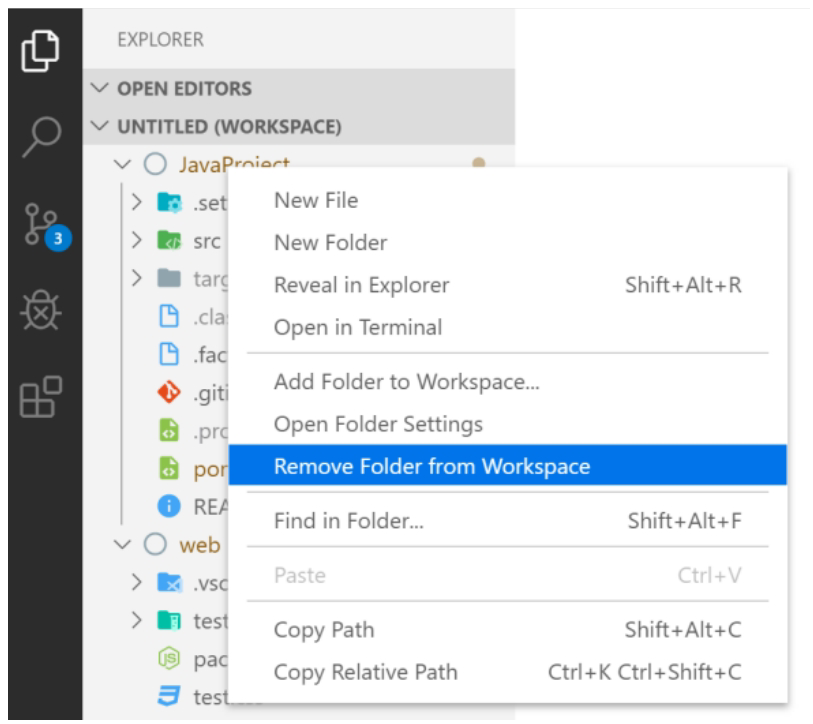 EXPLORER
OPEN EDITORS
UNTITLED (WORKSPACE)
JavaProject
.set
src
targ
.cla
.fac
.giti
.pro
por
REA
web
.vsc
test
pac
test
New File
New Folder
Reveal in Explorer Shift+Alt+R
Open in Terminal
Add Folder to Workspace...
Open Folder Settings
Remove Folder from Workspace
Find in Folder... Shift+Alt+F
Paste Ctrl+V
Copy Path Shift+Alt+C
Copy Relative Path Ctrl+K Ctrl+Shift+C
3
JS